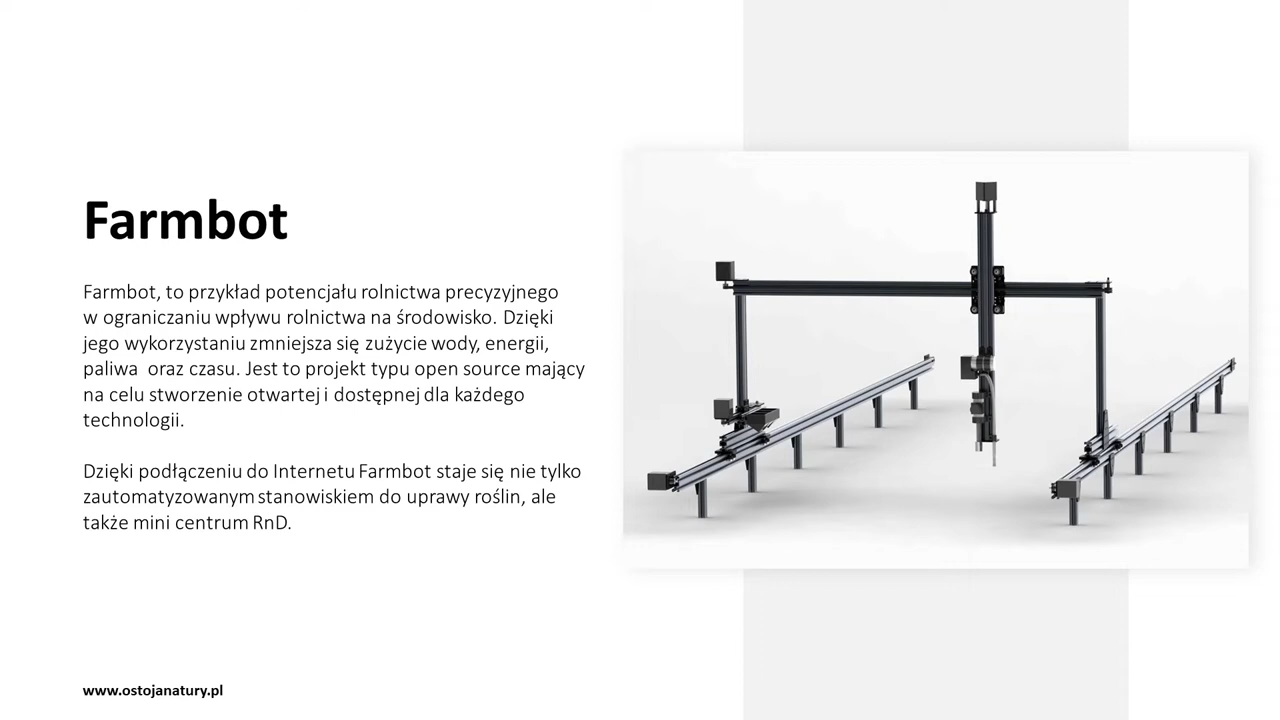 Farmbot
Farmbot, to przykład potencjału rolnictwa precyzyjnego
w ograniczaniu wpływu rolnictwa na środowisko. Dzięki
jego wykorzystaniu zmniejsza się zużycie wody, energii,
paliwa  oraz czasu. Jest to projekt typu open source mający
na celu stworzenie otwartej i dostępnej dla każdego
technologii.
Dzięki podłączeniu do Internetu Farmbot staje się nie tylko
zautomatyzowanym stanowiskiem do uprawy roślin, ale
także mini centrum RnD.
www.ostojanatury.pl